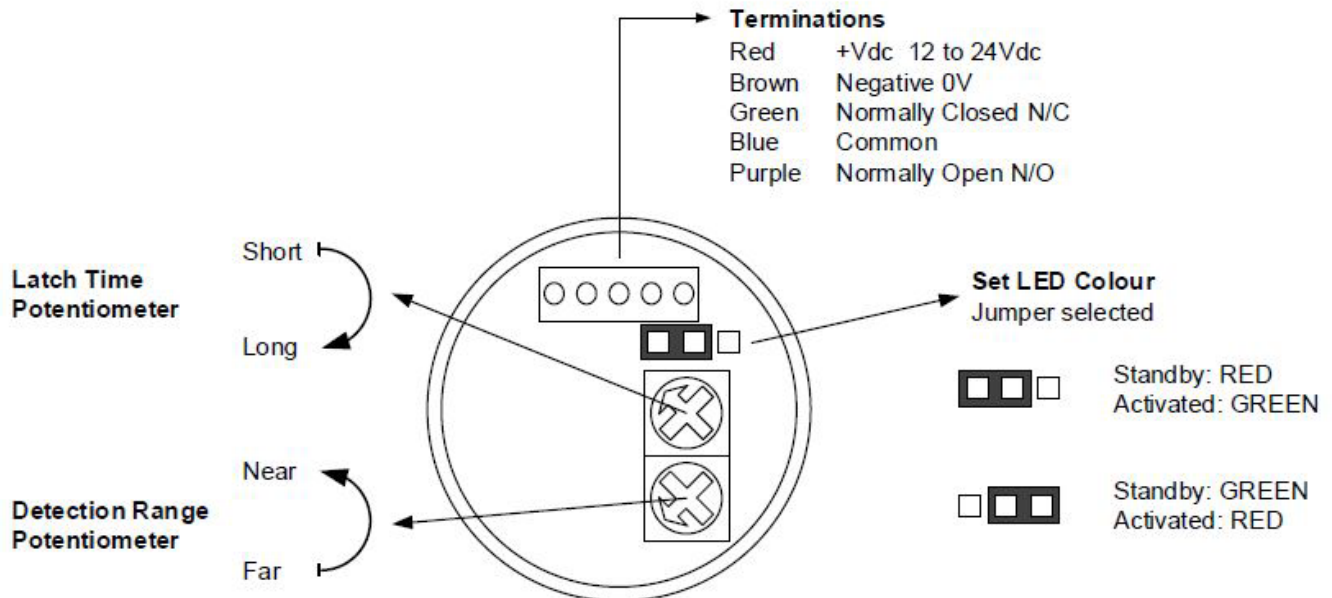 Terminations
Red +Vdc 12 to 24Vdc
Brown Negative 0V
Green Normally Closed N/C
Blue Common
Purple Normally Open N/O
Short
Latch Time
Potentiometer
Long
Set LED Colour
Jumper selected
Standby: RED
Activated: GREEN
Near
Detection Range
Potentiometer
Far
Standby: GREEN
Activated: RED